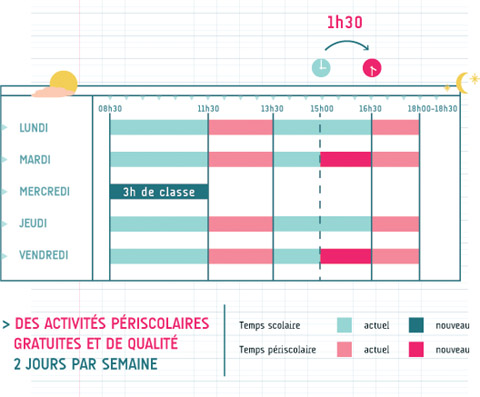 1h30
08h30 11h30 13h30 15h00 16h30 18h00-18h30
LUNDI
MARDI
MERCREDI 3h de classe
JEUDI
VENDREDI
> DES ACTIVITÉS PÉRISCOLAIRES
GRATUITES ET DE QUALITÉ
2 JOURS PAR SEMAINE
Temps scolaire actuel nouveau
Temps périscolaire actuel nouveau